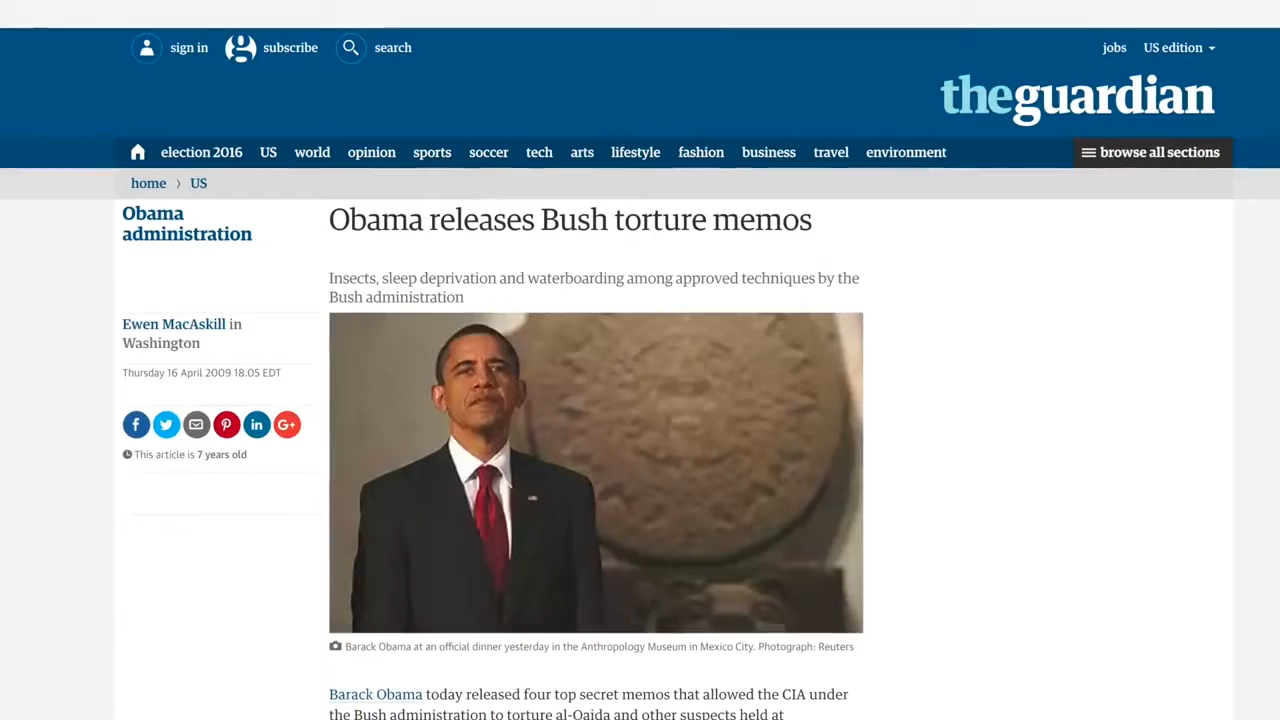 sign in
subscribe
search
jobs
US edition
theguardian
election 2016
US
world
opinion
sports
soccer
tech
arts
lifestyle
fashion
business
travel
environment
browse all sections
home
US
Obama
administration
Obama releases Bush torture memos
Insects, sleep deprivation and waterboarding among approved techniques by the
Bush administration
Ewen MacAskill in
Washington
Thursday 16 April 2009 18.05 EDT
This article is 7 years old
Barack Obama at an official dinner yesterday in the Anthropology Museum in Mexico City. Photograph: Reuters
Barack Obama today released four top secret memos that allowed the CIA under
the Bush administration to torture al-Qaida and other suspects held at